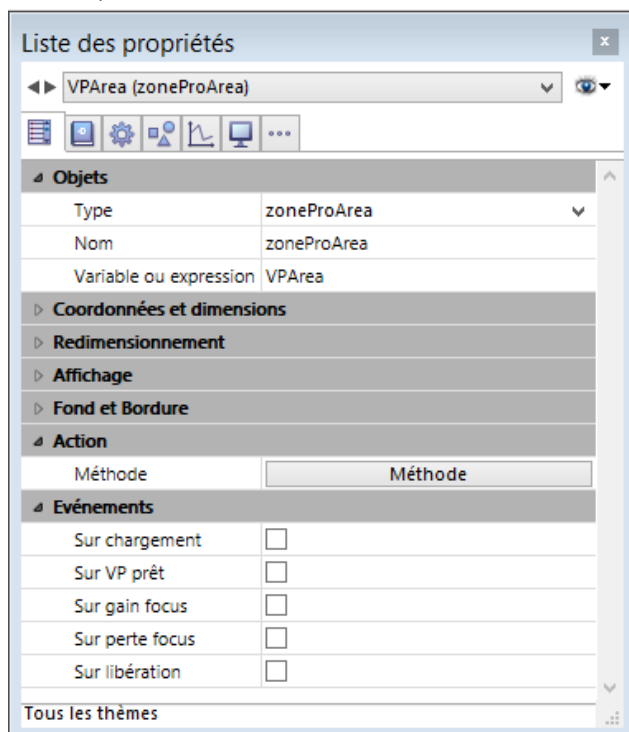 Liste des propriétés
x
VPArea (zoneProArea)
Objets
Type zoneProArea
Nom zoneProArea
Variable ou expression VPArea
Coordonnées et dimensions
Redimensionnement
Affichage
Fond et Bordure
Action
Méthode Méthode
Evénements
Sur chargement
Sur VP prêt
Sur gain focus
Sur perte focus
Sur libération
Tous les thèmes